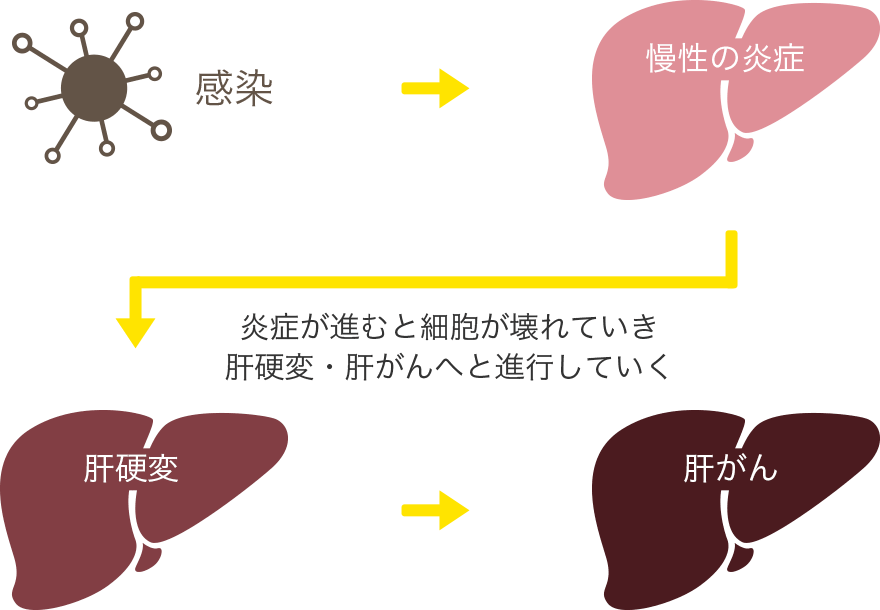 感染
慢性の炎症
炎症が進むと細胞が壊れていき
肝硬変・肝がんへと進行していく
肝硬変
肝がん